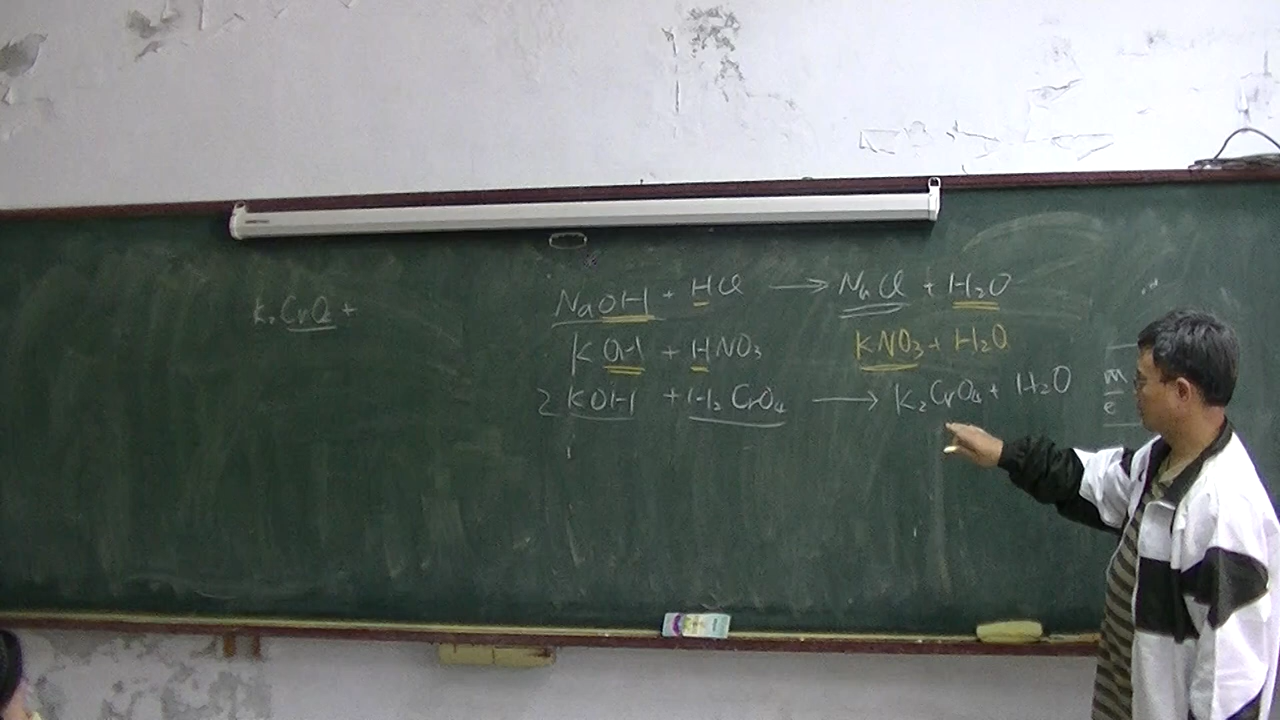 K₂CrO₄ +
NaOH + HCl ⟶ NaCl + H₂O
KOH + HNO₃ KNO₃ + H₂O
2 KOH + H₂CrO₄ ⟶ K₂CrO₄ + H₂O
m
e